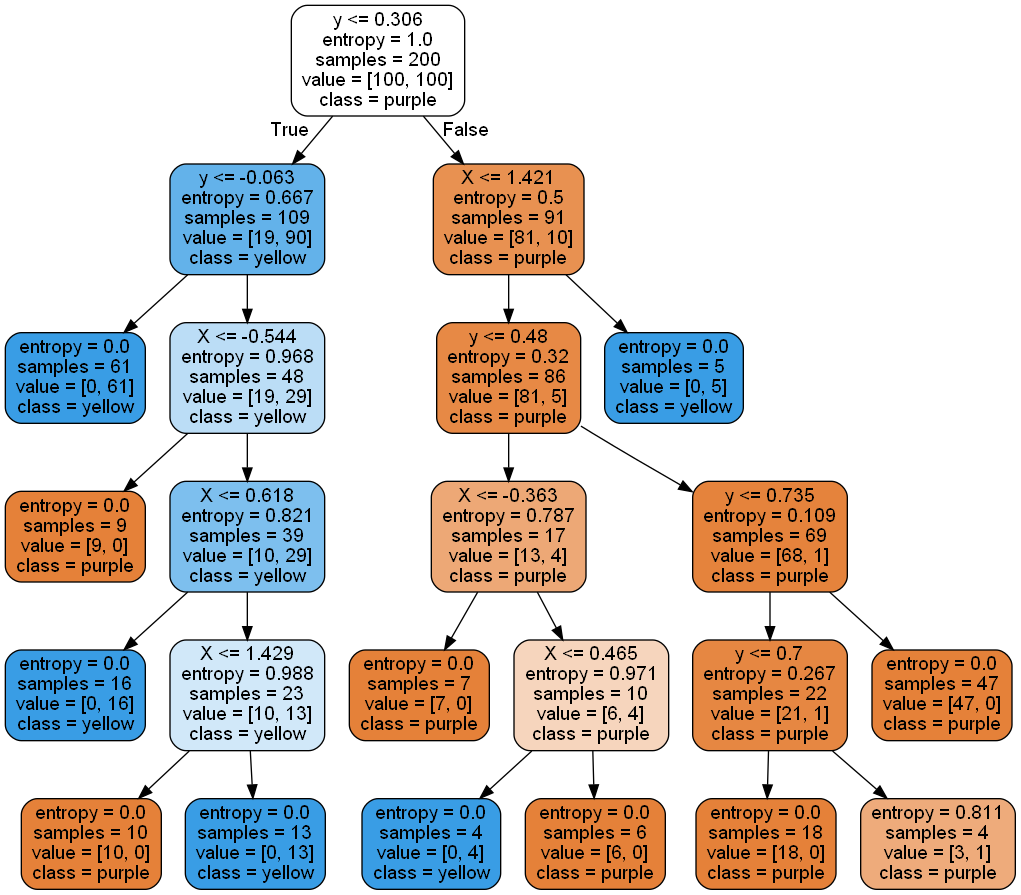 y <= 0.306
entropy = 1.0
samples = 200
value = [100, 100]
class = purple
True
False
y <= -0.063
entropy = 0.667
samples = 109
value = [19, 90]
class = yellow
X <= 1.421
entropy = 0.5
samples = 91
value = [81, 10]
class = purple
entropy = 0.0
samples = 61
value = [0, 61]
class = yellow
X <= -0.544
entropy = 0.968
samples = 48
value = [19, 29]
class = yellow
y <= 0.48
entropy = 0.32
samples = 86
value = [81, 5]
class = purple
entropy = 0.0
samples = 5
value = [0, 5]
class = yellow
entropy = 0.0
samples = 9
value = [9, 0]
class = purple
X <= 0.618
entropy = 0.821
samples = 39
value = [10, 29]
class = yellow
X <= -0.363
entropy = 0.787
samples = 17
value = [13, 4]
class = purple
y <= 0.735
entropy = 0.109
samples = 69
value = [68, 1]
class = purple
entropy = 0.0
samples = 16
value = [0, 16]
class = yellow
X <= 1.429
entropy = 0.988
samples = 23
value = [10, 13]
class = yellow
entropy = 0.0
samples = 7
value = [7, 0]
class = purple
X <= 0.465
entropy = 0.971
samples = 10
value = [6, 4]
class = purple
y <= 0.7
entropy = 0.267
samples = 22
value = [21, 1]
class = purple
entropy = 0.0
samples = 47
value = [47, 0]
class = purple
entropy = 0.0
samples = 10
value = [10, 0]
class = purple
entropy = 0.0
samples = 13
value = [0, 13]
class = yellow
entropy = 0.0
samples = 4
value = [0, 4]
class = yellow
entropy = 0.0
samples = 6
value = [6, 0]
class = purple
entropy = 0.0
samples = 18
value = [18, 0]
class = purple
entropy = 0.811
samples = 4
value = [3, 1]
class = purple